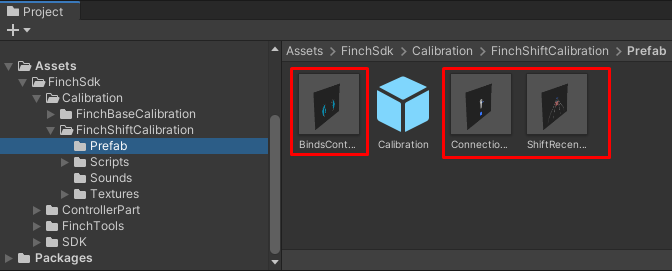 Project
Assets
FinchSdk
Calibration
FinchBaseCalibration
FinchShiftCalibration
Prefab
Scripts
Sounds
Textures
ControllerPart
FinchTools
SDK
Packages
Assets > FinchSdk > Calibration > FinchShiftCalibration > Prefab
BindsCont... Calibration Connectio... ShiftRecen...